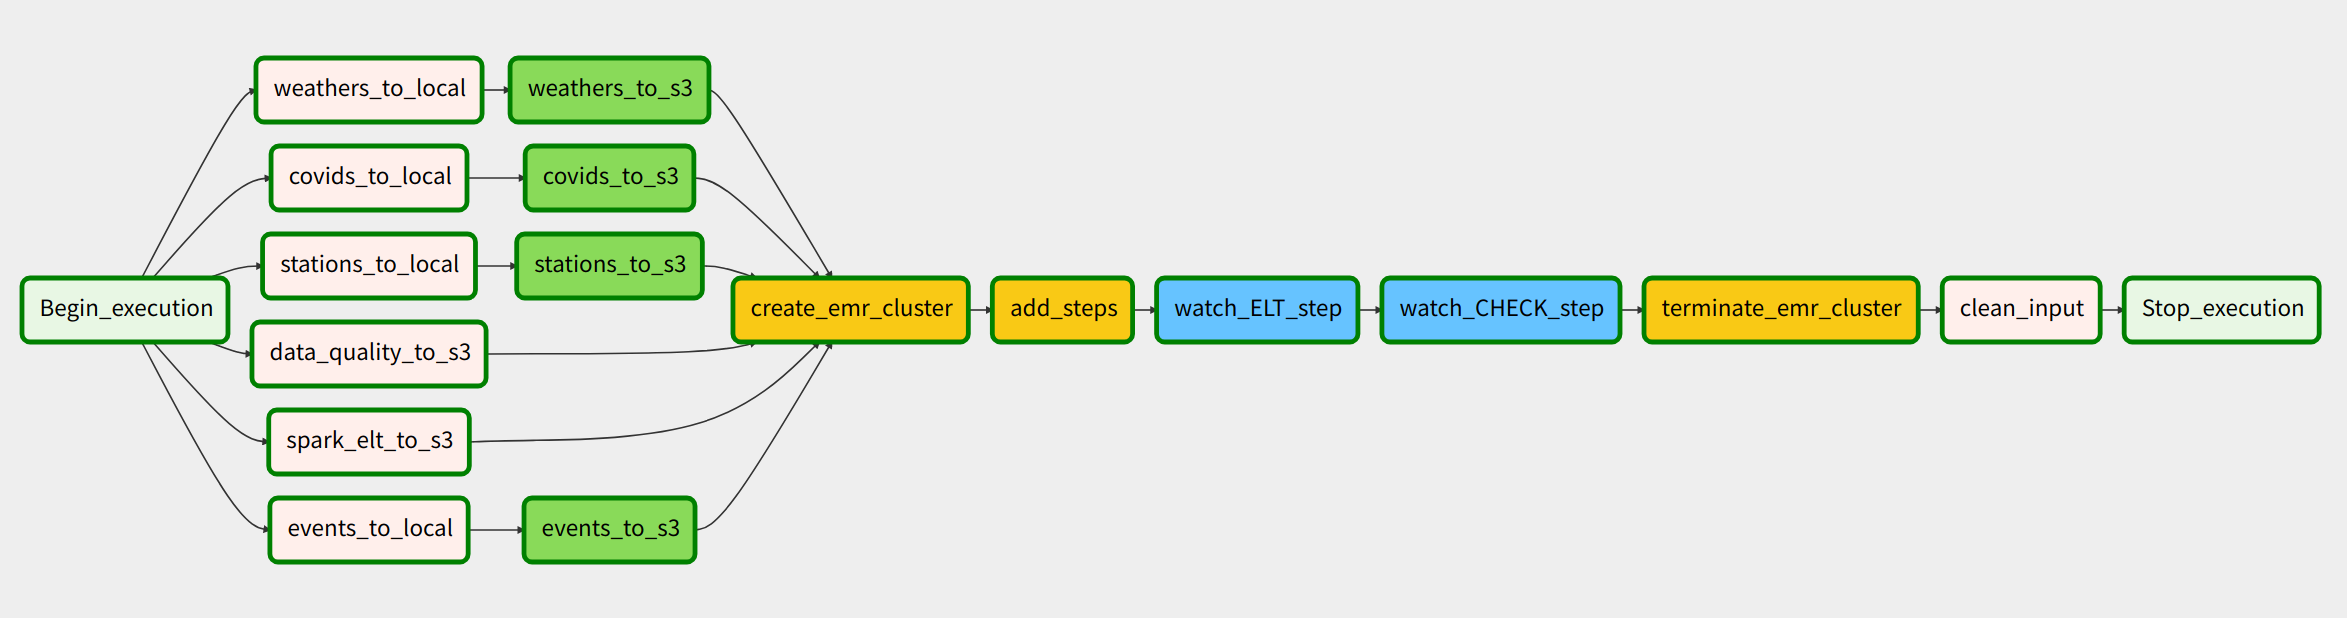 weathers_to_local
weathers_to_s3
covids_to_local
covids_to_s3
stations_to_local
stations_to_s3
Begin_execution
create_emr_cluster
add_steps
watch_ELT_step
watch_CHECK_step
terminate_emr_cluster
clean_input
Stop_execution
data_quality_to_s3
spark_elt_to_s3
events_to_local
events_to_s3